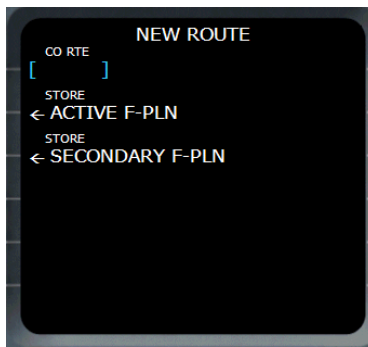 NEW ROUTE
CO RTE
[ ]
STORE
← ACTIVE F-PLN
STORE
← SECONDARY F-PLN